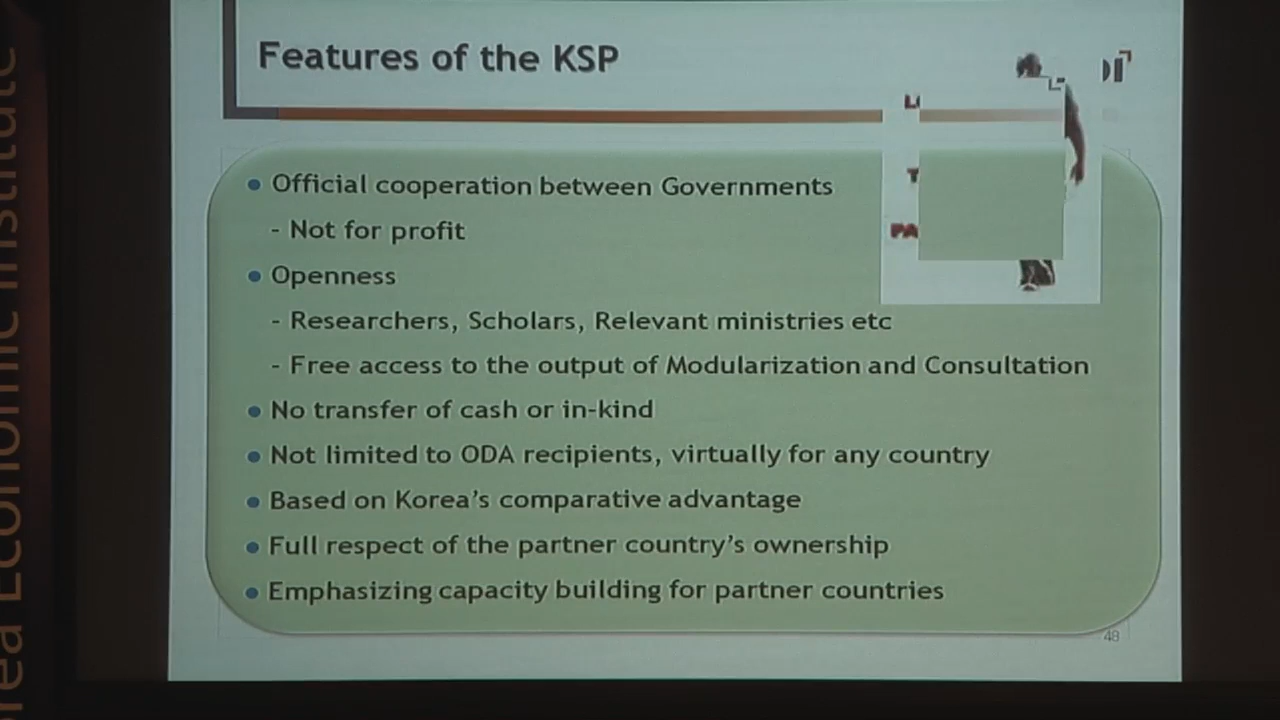 Features of the KSP
• Official cooperation between Governments
- Not for profit
• Openness
- Researchers, Scholars, Relevant ministries etc
- Free access to the output of Modularization and Consultation
• No transfer of cash or in-kind
• Not limited to ODA recipients, virtually for any country
• Based on Korea's comparative advantage
• Full respect of the partner country's ownership
• Emphasizing capacity building for partner countries
48
Economic Institute